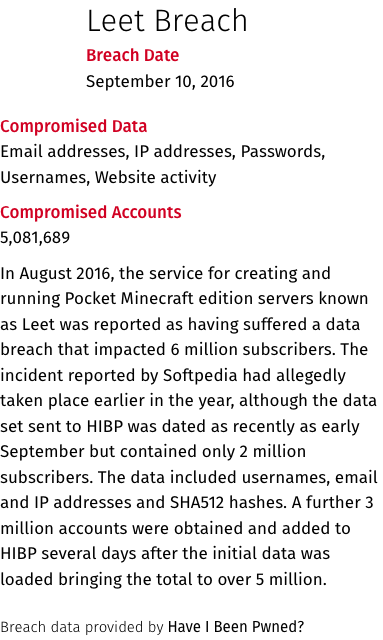 Leet Breach
Breach Date
September 10, 2016
Compromised Data
Email addresses, IP addresses, Passwords,
Usernames, Website activity
Compromised Accounts
5,081,689
In August 2016, the service for creating and
running Pocket Minecraft edition servers known
as Leet was reported as having suffered a data
breach that impacted 6 million subscribers. The
incident reported by Softpedia had allegedly
taken place earlier in the year, although the data
set sent to HIBP was dated as recently as early
September but contained only 2 million
subscribers. The data included usernames, email
and IP addresses and SHA512 hashes. A further 3
million accounts were obtained and added to
HIBP several days after the initial data was
loaded bringing the total to over 5 million.
Breach data provided by Have I Been Pwned?